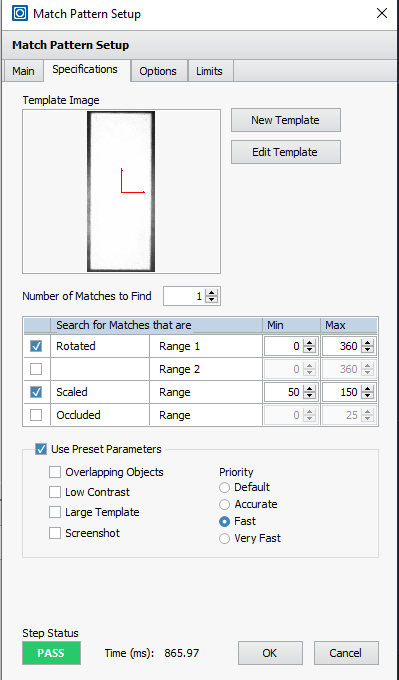 Match Pattern Setup
Match Pattern Setup
Main Specifications Options Limits
Template Image
New Template
Edit Template
Number of Matches to Find 1
Search for Matches that are Min Max
Rotated Range 1 0 360
Range 2 0 360
Scaled Range 50 150
Occluded Range 0 25
Use Preset Parameters
Overlapping Objects
Low Contrast
Large Template
Screenshot
Priority
Default
Accurate
Fast
Very Fast
Step Status
PASS Time (ms): 865.97 OK Cancel